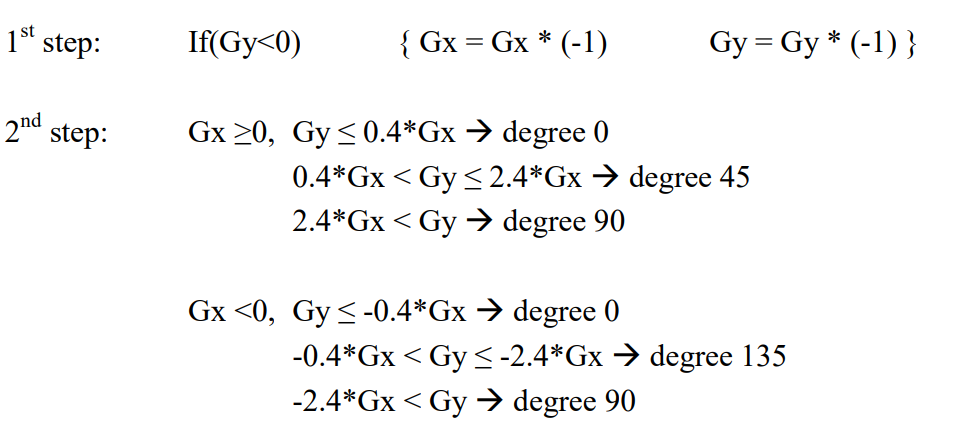 1st step: If(Gy<0) { Gx = Gx * (-1) Gy = Gy * (-1) }
2nd step: Gx ≥0, Gy ≤ 0.4*Gx → degree 0
0.4*Gx < Gy ≤ 2.4*Gx → degree 45
2.4*Gx < Gy → degree 90
Gx <0, Gy ≤ -0.4*Gx → degree 0
-0.4*Gx < Gy ≤ -2.4*Gx → degree 135
-2.4*Gx < Gy → degree 90